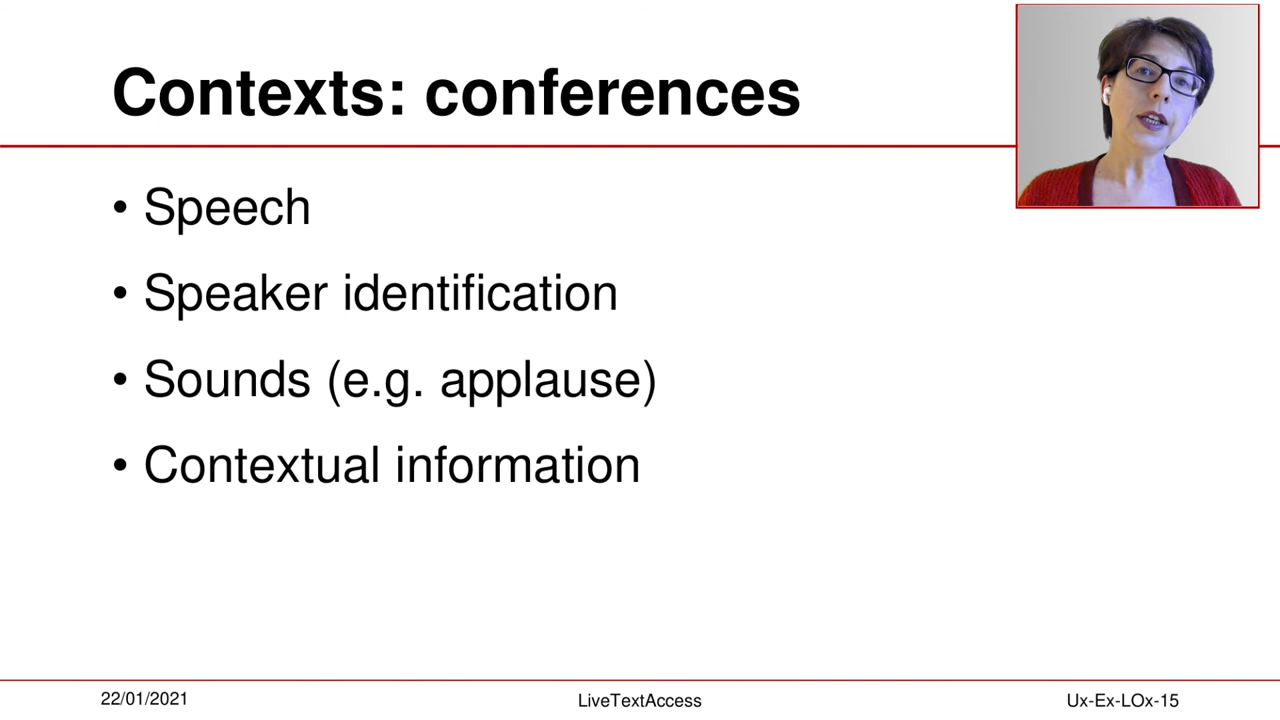 Contexts: conferences
• Speech
• Speaker identification
• Sounds (e.g. applause)
• Contextual information
22/01/2021
LiveTextAccess
Ux-Ex-LOx-15